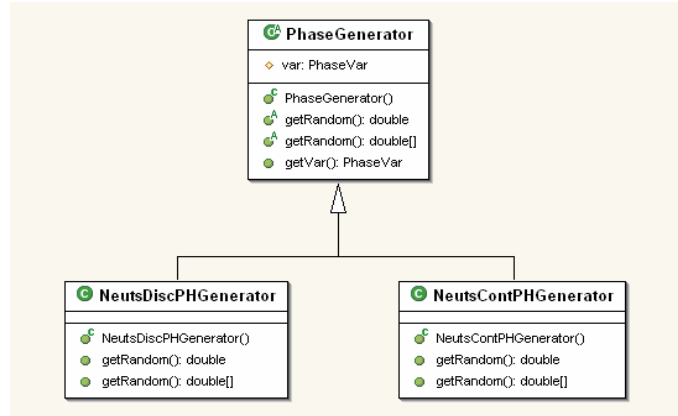 PhaseGenerator
var: PhaseVar
PhaseGenerator()
getRandom(): double
getRandom(): double[]
getVar(): PhaseVar
NeutsDiscPHGenerator
NeutsDiscPHGenerator()
getRandom(): double
getRandom(): double[]
NeutsContPHGenerator
NeutsContPHGenerator()
getRandom(): double
getRandom(): double[]